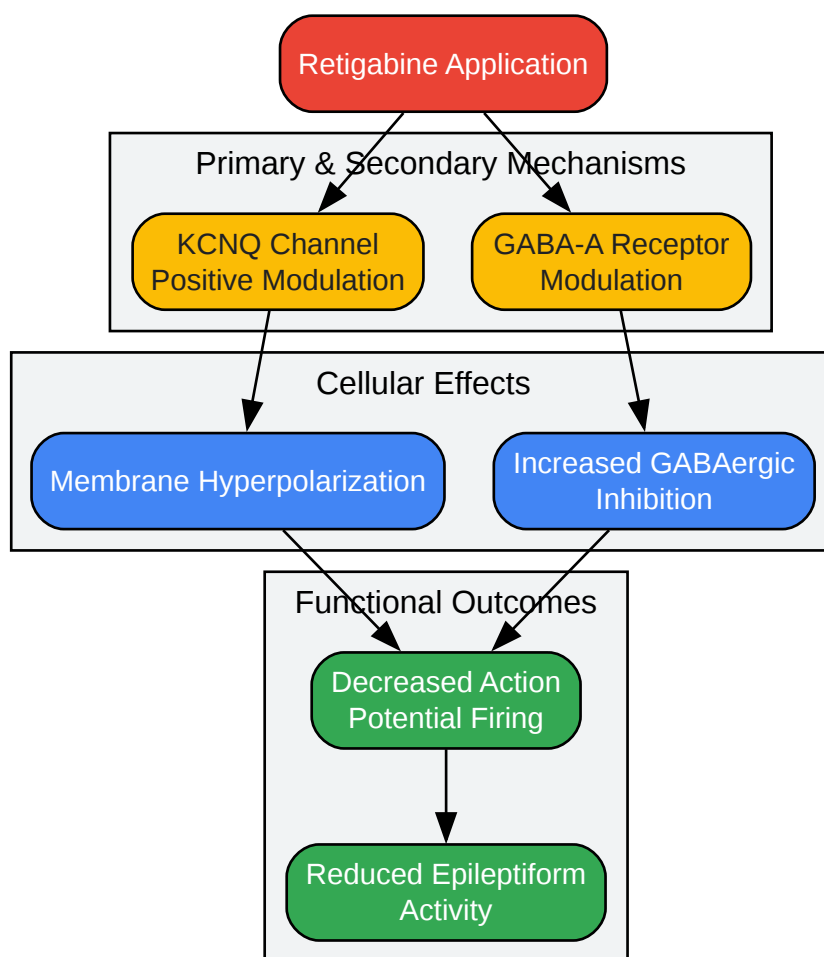 Retigabine Application
Primary & Secondary Mechanisms
KCNQ Channel
Positive Modulation
GABA-A Receptor
Modulation
Cellular Effects
Membrane Hyperpolarization
Increased GABAergic
Inhibition
Functional Outcomes
Decreased Action
Potential Firing
Reduced Epileptiform
Activity